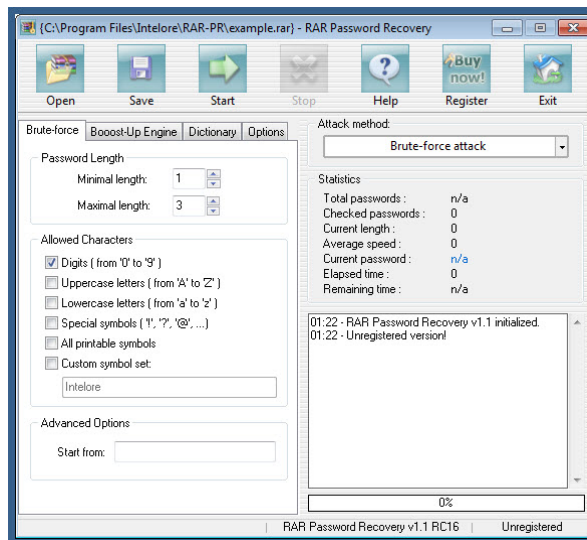 {C:\Program Files\Intelore\RAR-PR\example.rar} - RAR Password Recovery
Open Save Start Stop Help Buy now! Register Exit
Brute-force Booost-Up Engine Dictionary Options
Password Length
Minimal length: 1
Maximal length: 3
Allowed Characters
Digits ( from '0' to '9' )
Uppercase letters ( from 'A' to 'Z' )
Lowercase letters ( from 'a' to 'z' )
Special symbols ( '!', '?', '@', ...)
All printable symbols
Custom symbol set:
Intelore
Advanced Options
Start from:
Attack method:
Brute-force attack
Statistics
Total passwords : n/a
Checked passwords : 0
Current length : 0
Average speed : 0
Current password : n/a
Elapsed time : 0
Remaining time : n/a
01:22 - RAR Password Recovery v1.1 initialized.
01:22 - Unregistered version!
0%
RAR Password Recovery v1.1 RC16 Unregistered